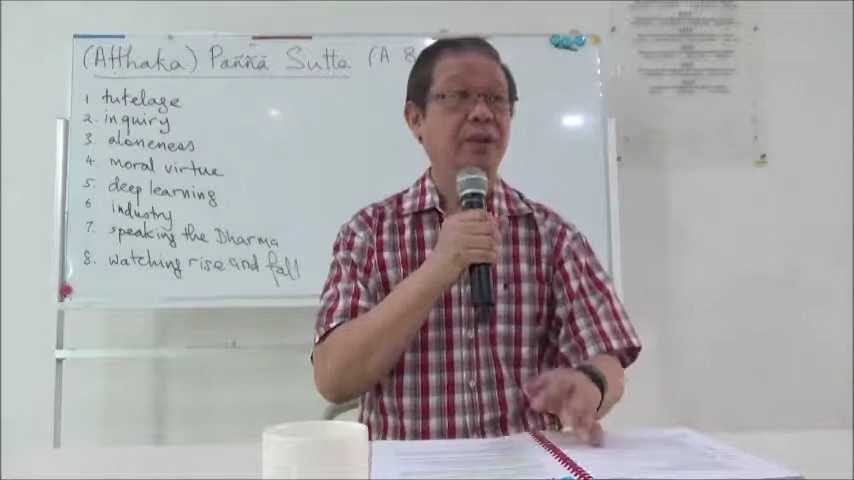 (Aṭṭhaka) Paññā Sutta (A 8
1 tutelage
2. inquiry
3. aloneness
4. moral virtue
5. deep learning
6 industry
7. speaking the Dharma
8. watching rise and fall